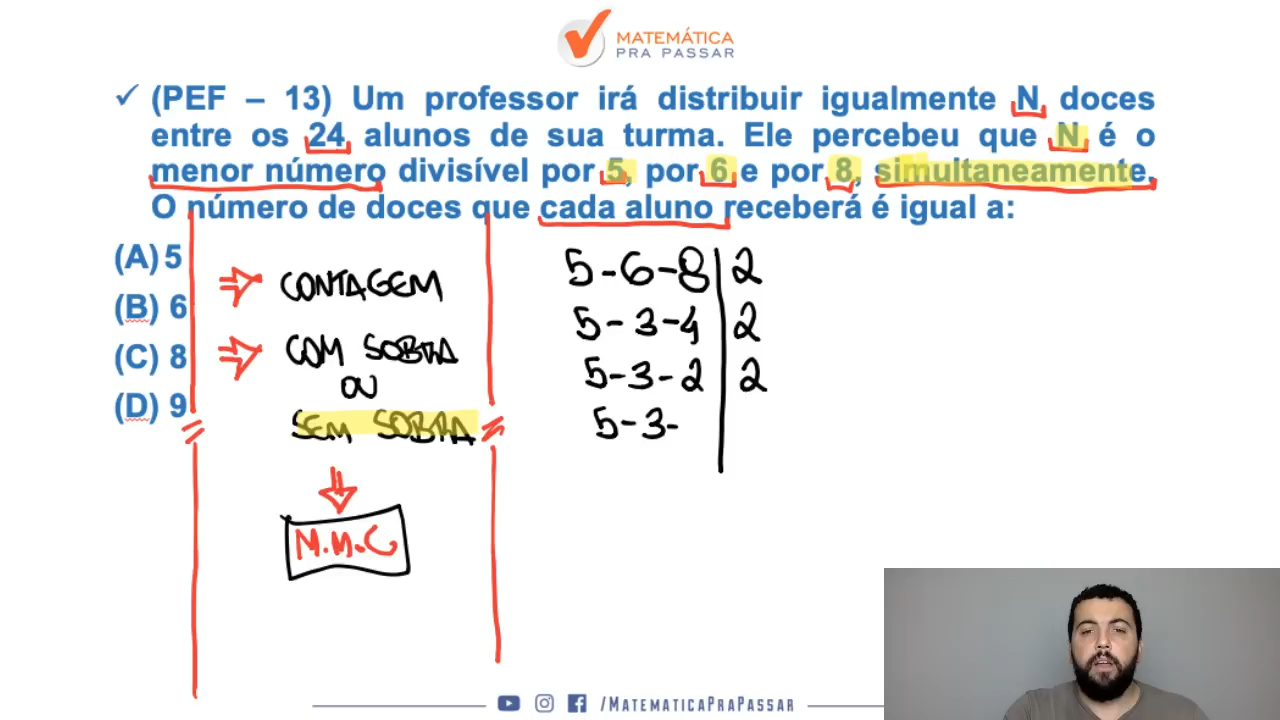 MATEMÁTICA
PRA PASSAR
✓ (PEF – 13) Um professor irá distribuir igualmente N doces
entre os 24 alunos de sua turma. Ele percebeu que N é o
menor número divisível por 5, por 6 e por 8, simultaneamente.
O número de doces que cada aluno receberá é igual a:
(A) 5
(B) 6
(C) 8
(D) 9
⇒ CONTAGEM
⇒ COM SOBRA
OU
SEM SOBRA
M.M.C
5-6-8|2
5-3-4|2
5-3-2|2
5-3-
/MATEMATICAPRAPASSAR